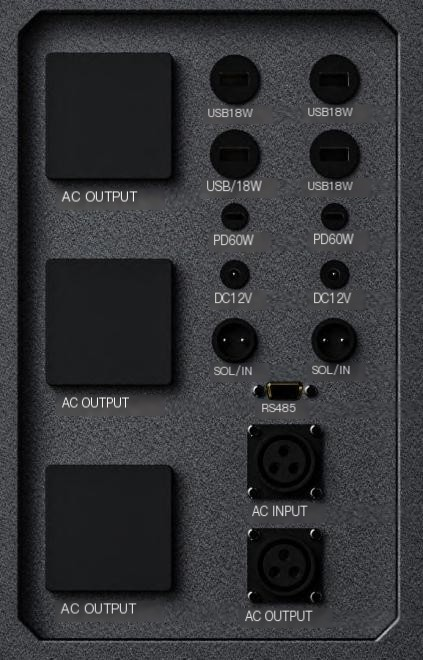 USB18W USB18W
AC OUTPUT
USB/18W USB18W
PD60W PD60W
DC12V DC12V
SOL/IN SOL/IN
AC OUTPUT
RS485
AC INPUT
AC OUTPUT
AC OUTPUT